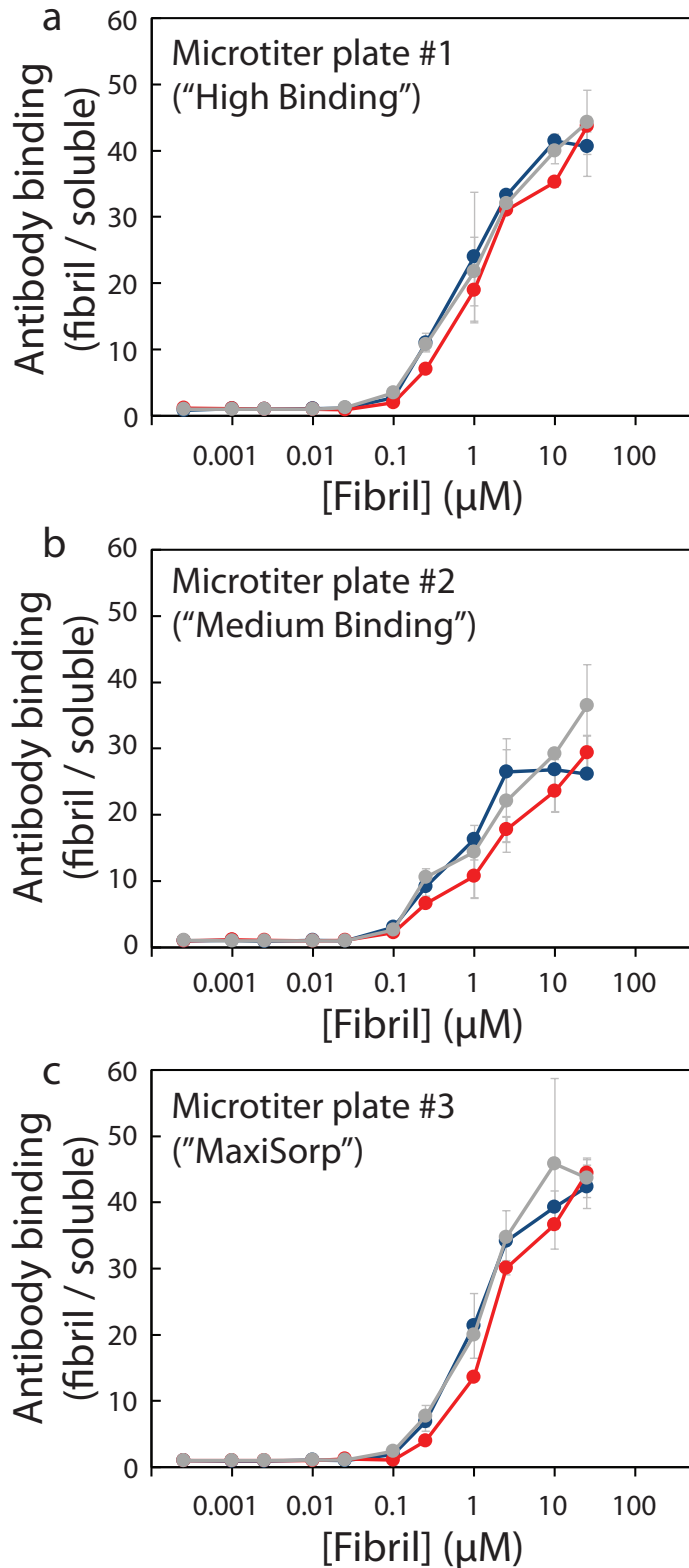 a
60
50
40
30
20
10
0
Antibody binding
(fibril / soluble)
Microtiter plate #1
(“High Binding”)
0.001 0.01 0.1 1 10 100
[Fibril] (μM)
b
60
50
40
30
20
10
0
Antibody binding
(fibril / soluble)
Microtiter plate #2
(“Medium Binding”)
0.001 0.01 0.1 1 10 100
[Fibril] (μM)
c
60
50
40
30
20
10
0
Antibody binding
(fibril / soluble)
Microtiter plate #3
(”MaxiSorp”)
0.001 0.01 0.1 1 10 100
[Fibril] (μM)